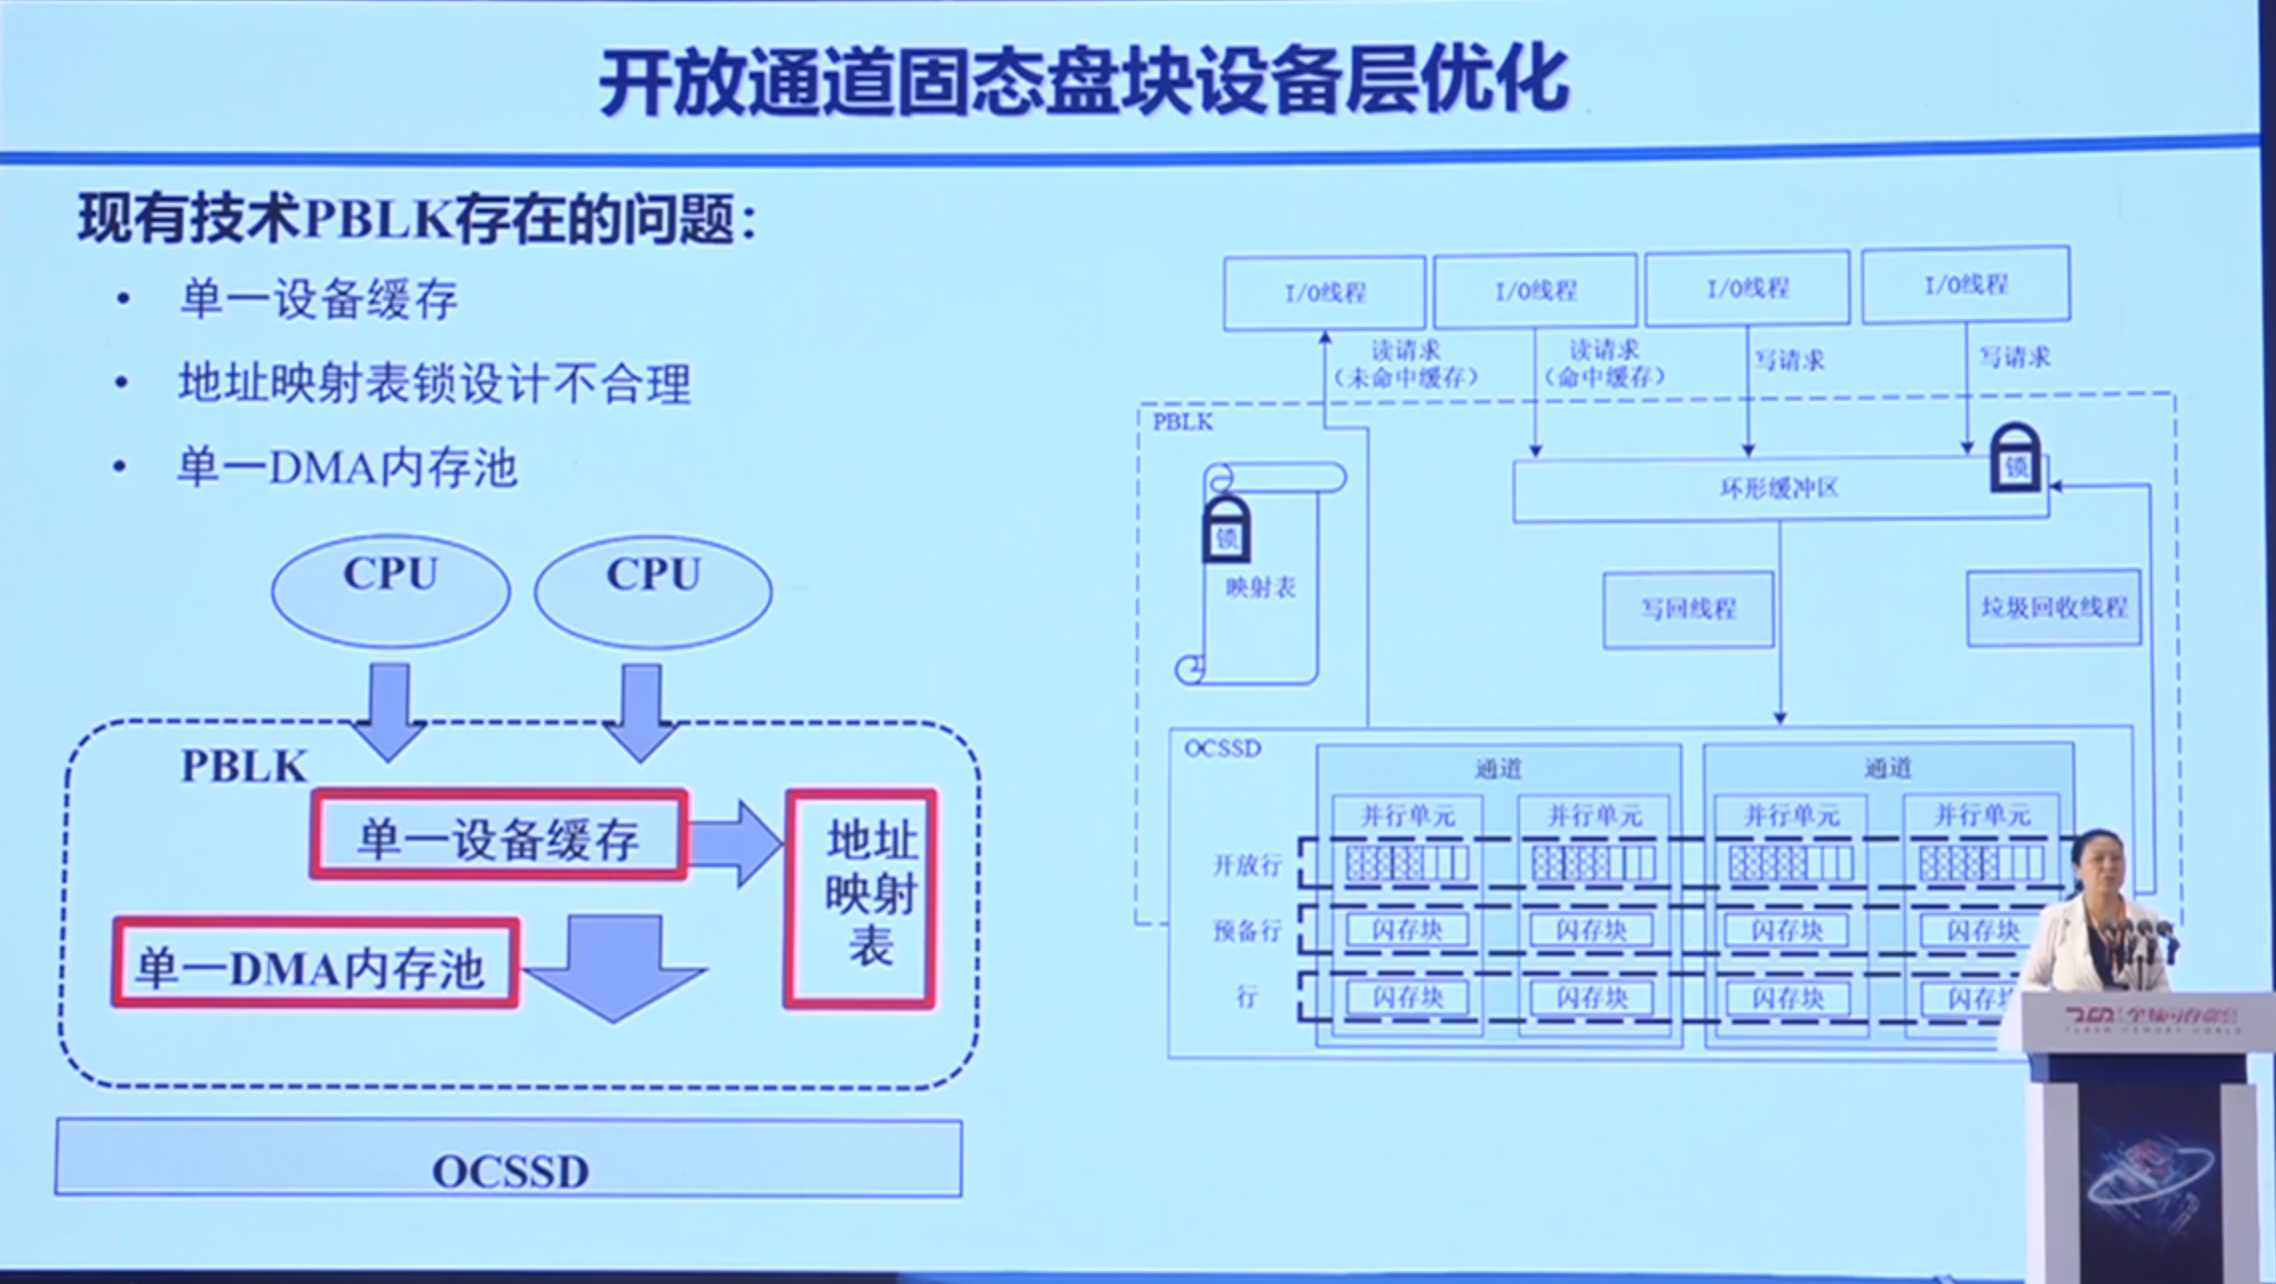 开放通道固态盘块设备层优化
现有技术PBLK存在的问题：
• 单一设备缓存
• 地址映射表锁设计不合理
• 单一DMA内存池
CPU
CPU
PBLK
单一设备缓存
地址
映射
表
单一DMA内存池
OCSSD
I/O线程
I/O线程
I/O线程
I/O线程
读请求
（未命中缓存）
读请求
（命中缓存）
写请求
写请求
PBLK
锁
环形缓冲区
锁
映射表
写回线程
垃圾回收线程
OCSSD
通道
通道
并行单元
并行单元
并行单元
并行单元
开放行
预备行
闪存块
闪存块
闪存块
闪存块
行
闪存块
闪存块
闪存块
闪存
FLASH MEMORY WORLD